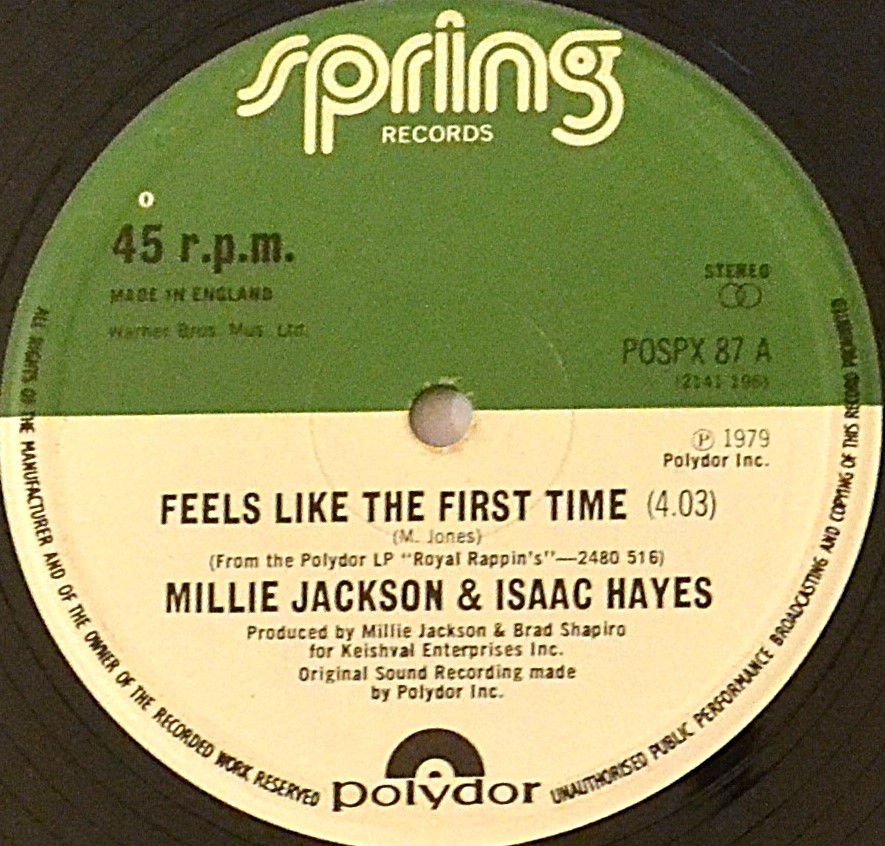 spring
RECORDS
45 r.p.m.
MADE IN ENGLAND
Warner Bros. Mus. Ltd.
STEREO
POSPX 87 A
(2141 196)
Ⓟ 1979
Polydor Inc.
FEELS LIKE THE FIRST TIME (4.03)
(M. Jones)
(From the Polydor LP "Royal Rappin's"—2480 516)
MILLIE JACKSON & ISAAC HAYES
Produced by Millie Jackson & Brad Shapiro
for Keishval Enterprises Inc.
Original Sound Recording made
by Polydor Inc.
polydor
ALL RIGHTS OF THE MANUFACTURER AND OF THE OWNER OF THE RECORDED WORK RESERVED
UNAUTHORISED PUBLIC PERFORMANCE BROADCASTING AND COPYING OF THIS RECORD PROHIBITED